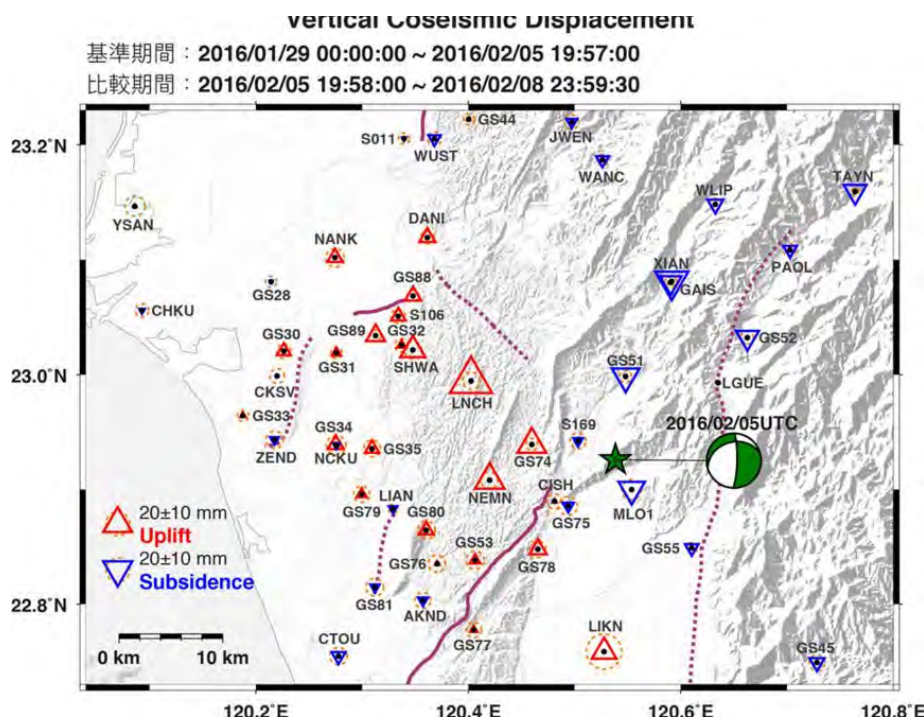 Vertical Coseismic Displacement
基準期間：2016/01/29 00:00:00 ~ 2016/02/05 19:57:00
比較期間：2016/02/05 19:58:00 ~ 2016/02/08 23:59:30
23.2˚N
23.0˚N
22.8˚N
GS44
S011
WUST
JWEN
WANC
TAYN
WLIP
YSAN
DANI
NANK
PAOL
XIAN
GAIS
GS88
GS28
CHKU
S106
GS89
GS32
GS30
GS31
SHWA
GS52
GS51
CKSV
LNCH
LGUE
GS33
2016/02/05UTC
GS34
S169
ZEND
NCKU
GS35
GS74
LIAN
NEMN
CISH
GS79
GS75
MLO1
GS80
20±10 mm
Uplift
GS53
GS76
GS78
GS55
20±10 mm
Subsidence
GS81
AKND
GS77
LIKN
CTOU
GS45
0 km 10 km
120.2˚E 120.4˚E 120.6˚E 120.8˚E